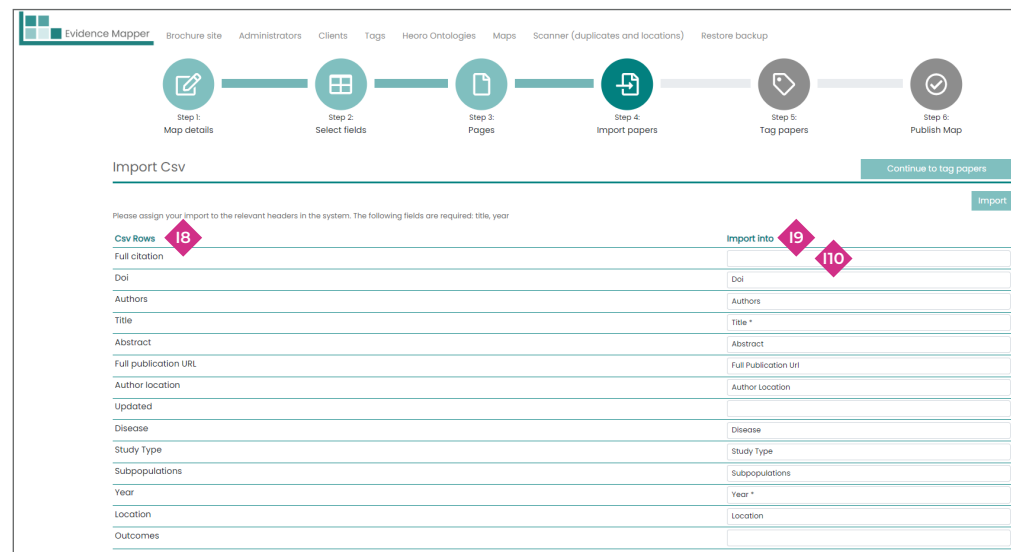 Evidence Mapper
Brochure site Administrators Clients Tags Heoro Ontologies Maps Scanner (duplicates and locations) Restore backup
Step 1: Step 2: Step 3: Step 4: Step 5: Step 6:
Map details Select fields Pages Import papers Tag papers Publish Map
Import Csv Continue to tag papers
Import
Please assign your import to the relevant headers in the system. The following fields are required: title, year
Csv Rows I8 Import into I9
Full citation I10
Doi Doi
Authors Authors
Title Title *
Abstract Abstract
Full publication URL Full Publication Url
Author location Author Location
Updated
Disease Disease
Study Type Study Type
Subpopulations Subpopulations
Year Year *
Location Location
Outcomes